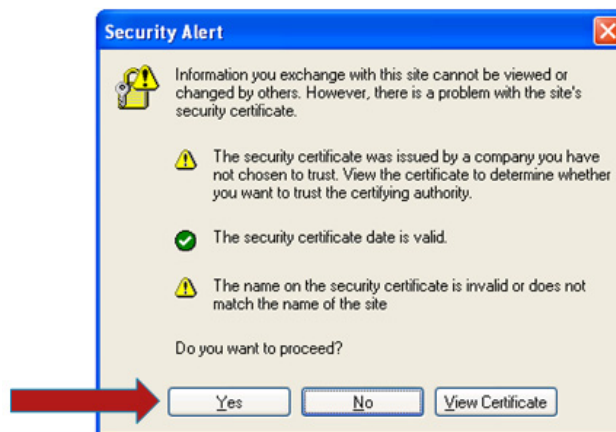 Security Alert
Information you exchange with this site cannot be viewed or
changed by others. However, there is a problem with the site's
security certificate.
The security certificate was issued by a company you have
not chosen to trust. View the certificate to determine whether
you want to trust the certifying authority.
The security certificate date is valid.
The name on the security certificate is invalid or does not
match the name of the site
Do you want to proceed?
Yes No View Certificate